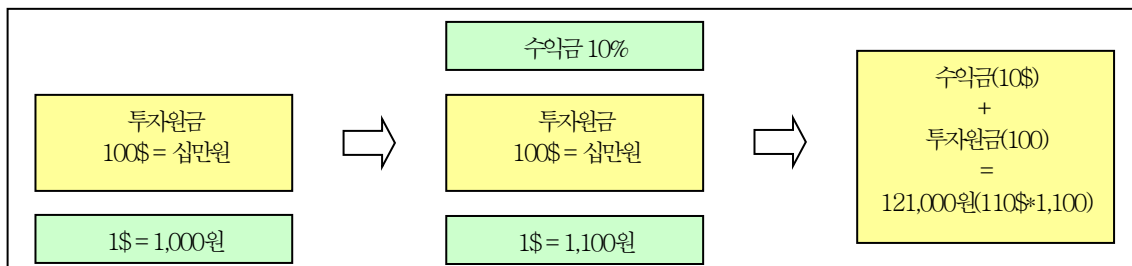 투자원금
100$ = 십만원
1$ = 1,000원
수익금 10%
투자원금
100$ = 십만원
1$ = 1,100원
수익금(10$)
+
투자원금(100)
=
121,000원(110$*1,100)